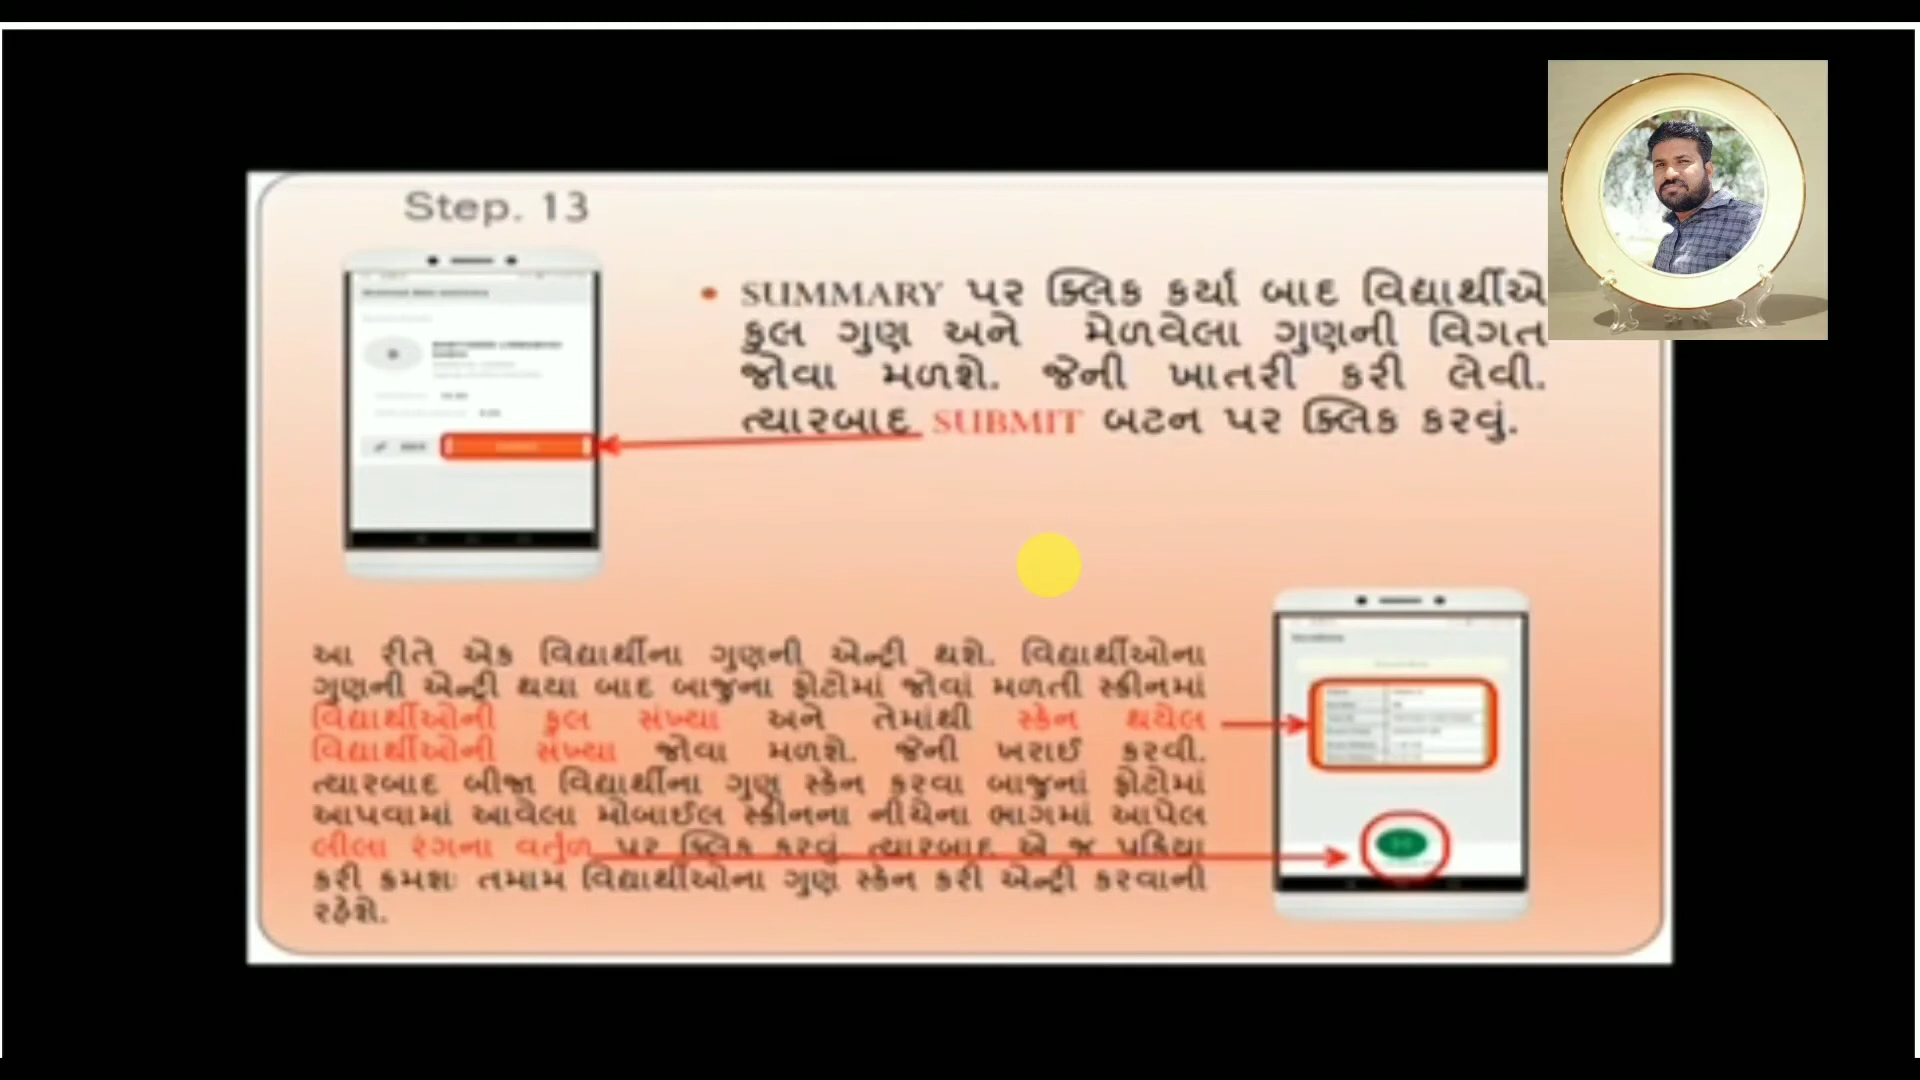 Step. 13
• SUMMARY પર ક્લિક કર્યા બાદ વિદ્યાર્થીએ
કુલ ગુણ અને મેળવેલા ગુણની વિગત
જોવા મળશે. જેની ખાતરી કરી લેવી.
ત્યારબાદ SUBMIT બટન પર ક્લિક કરવું.
આ રીતે એક વિદ્યાર્થીના ગુણની એન્ટ્રી થશે. વિદ્યાર્થીઓના
ગુણની એન્ટ્રી થયા બાદ બાજુના ફોટોમાં જોવાં મળતી સ્ક્રીનમાં
વિદ્યાર્થીઓની કુલ સંખ્યા અને તેમાંથી સ્કેન થયેલ
વિદ્યાર્થીઓની સંખ્યા જોવા મળશે. જેની ખરાઈ કરવી.
ત્યારબાદ બીજા વિદ્યાર્થીના ગુણ સ્કેન કરવા બાજુનાં ફોટોમાં
આપવામાં આવેલા મોબાઈલ સ્ક્રીનના નીચેના ભાગમાં આપેલ
લીલા રંગના વર્તુળ પર ક્લિક કરવું. ત્યારબાદ એ જ પ્રક્રિયા
કરી ક્રમશઃ તમામ વિદ્યાર્થીઓના ગુણ સ્કેન કરી એન્ટ્રી કરવાની
રહેશે.